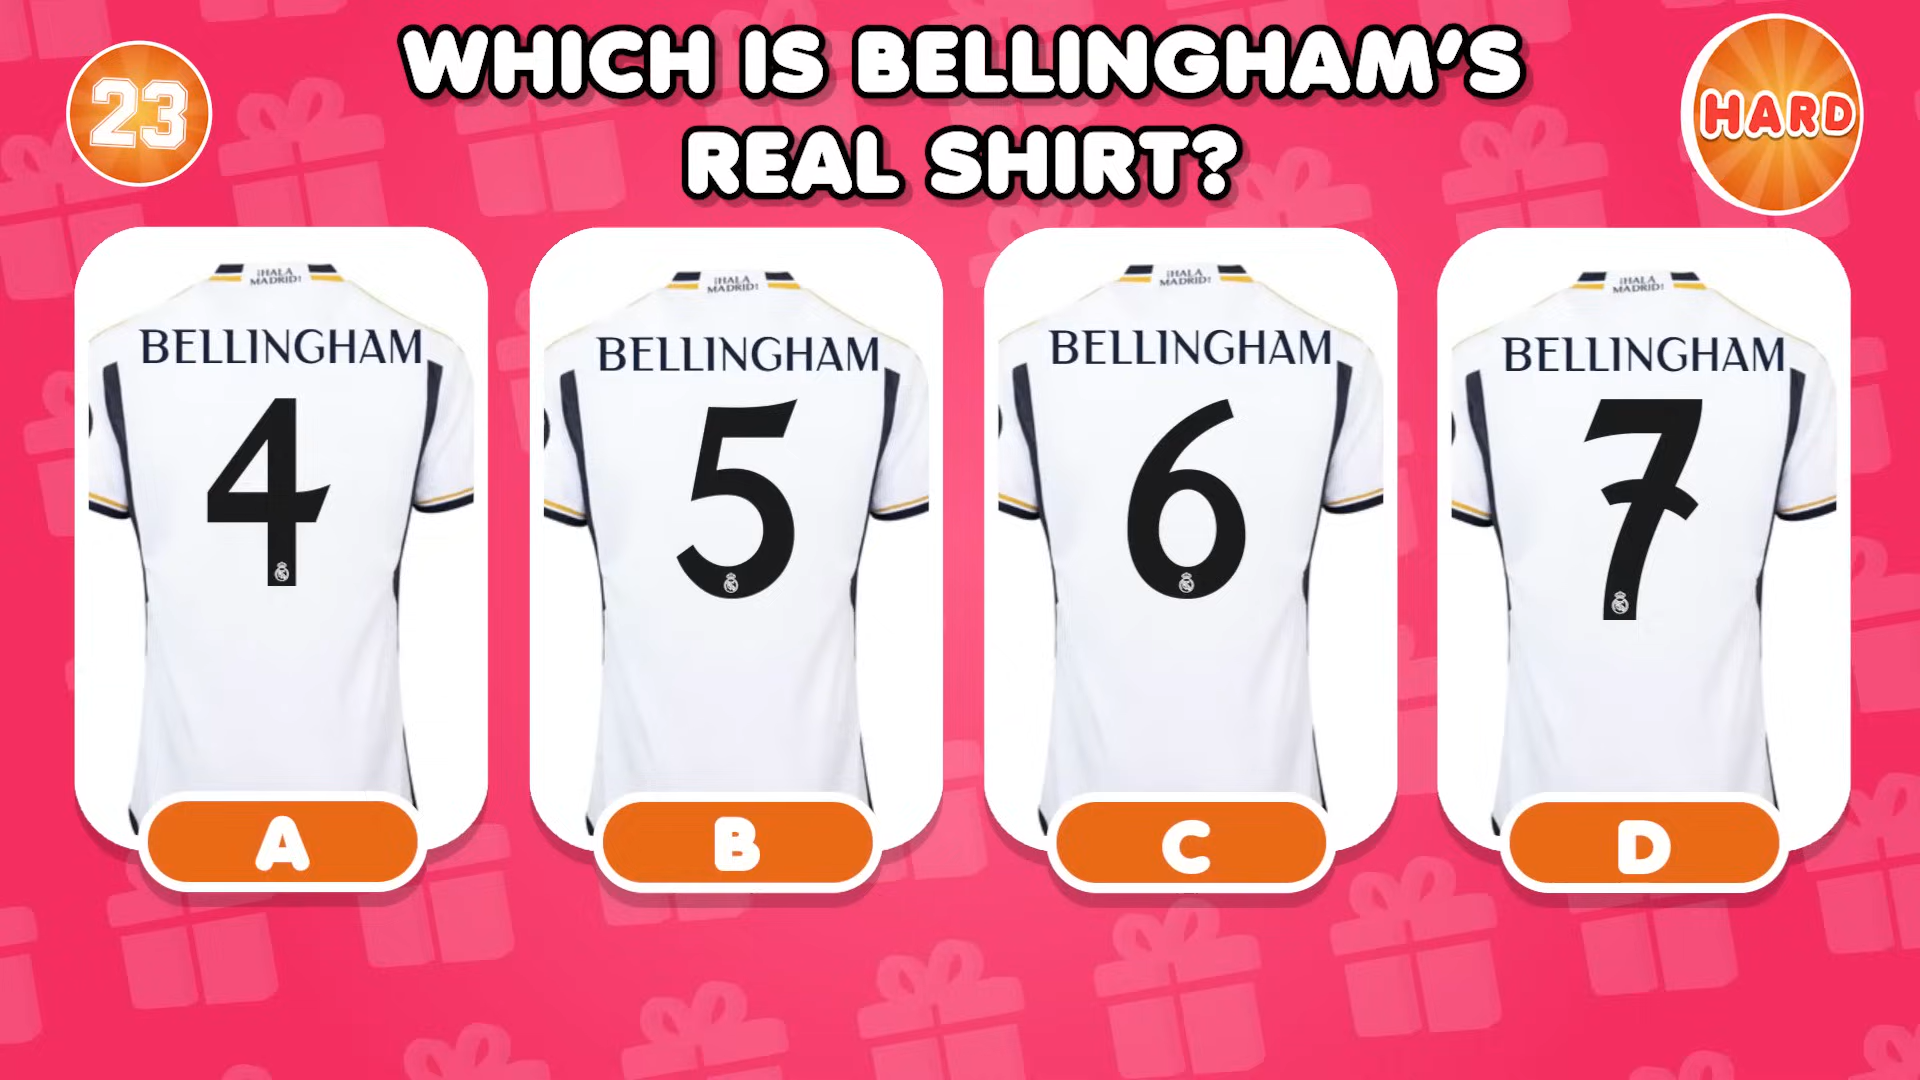 23
WHICH IS BELLINGHAM'S
REAL SHIRT?
HARD
¡HALA
MADRID!
BELLINGHAM
4
A
¡HALA
MADRID!
BELLINGHAM
5
B
¡HALA
MADRID!
BELLINGHAM
6
C
¡HALA
MADRID!
BELLINGHAM
7
D